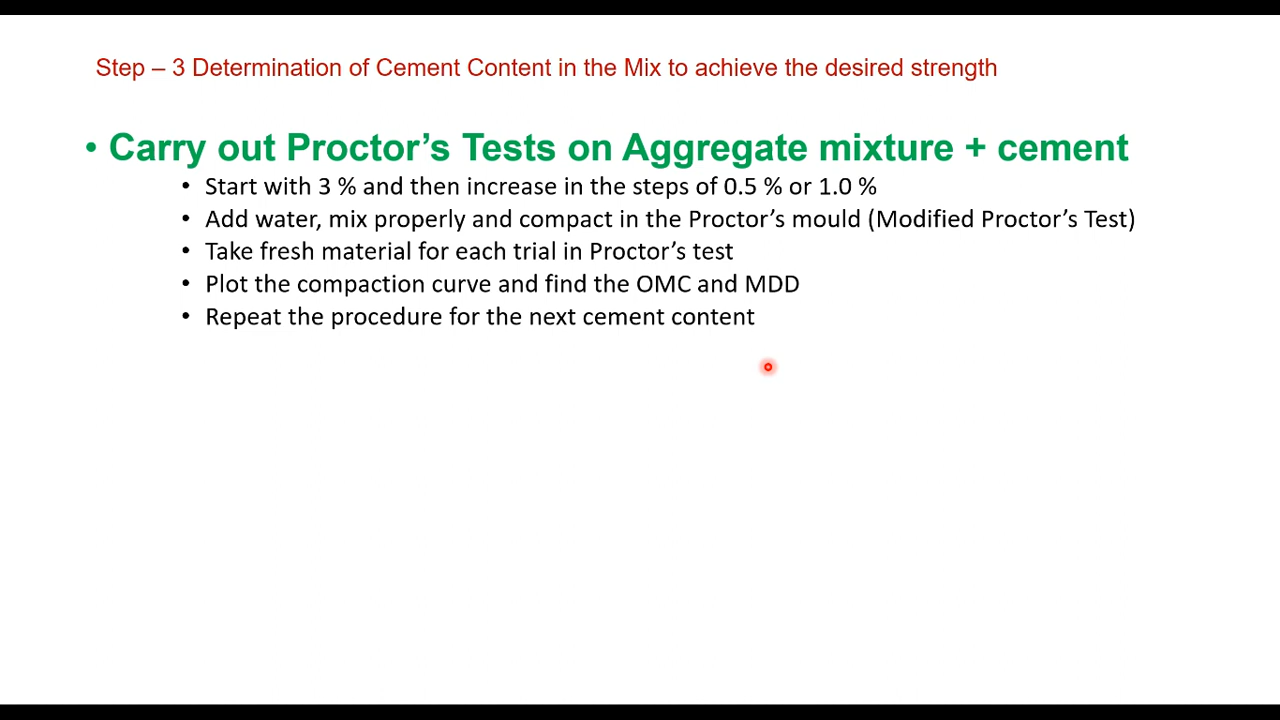 Step – 3 Determination of Cement Content in the Mix to achieve the desired strength
• Carry out Proctor’s Tests on Aggregate mixture + cement
• Start with 3 % and then increase in the steps of 0.5 % or 1.0 %
• Add water, mix properly and compact in the Proctor’s mould (Modified Proctor’s Test)
• Take fresh material for each trial in Proctor’s test
• Plot the compaction curve and find the OMC and MDD
• Repeat the procedure for the next cement content